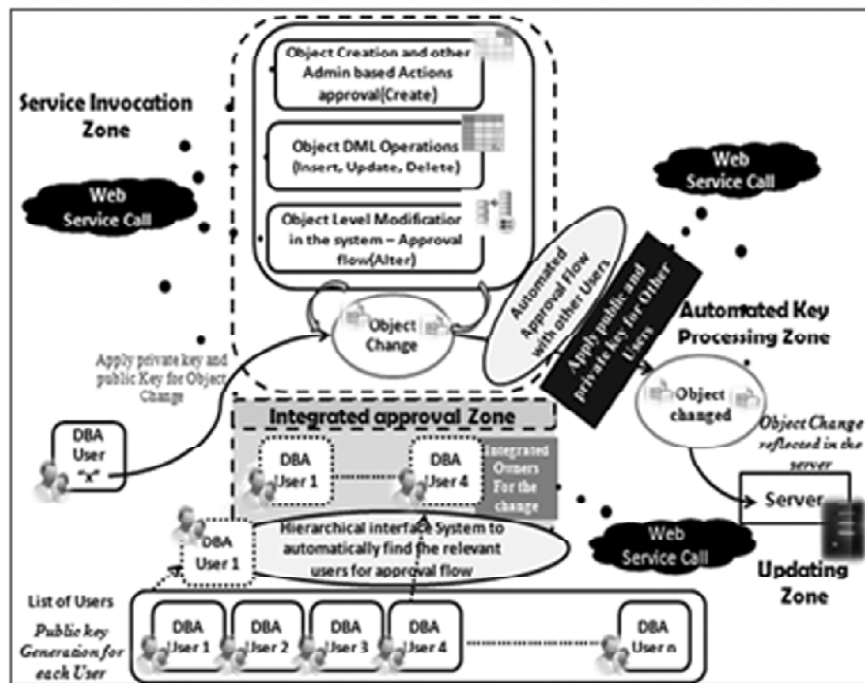 Object Creation and other
Admin based Actions
approval(Create)
Service Invocation
Zone
Object DML Operations
(Insert, Update, Delete)
Web
Service Call
Web
Service Call
Object Level Modification
in the system – Approval
flow(Alter)
Automated
Approval Flow
with other Users
Apply public and
private key for Other
Users
Automated Key
Processing Zone
Object
Change
Apply private key and
public Key for Object
Change
Object
changed
Integrated approval Zone
DBA
User
"x"
Object Change
reflected in the
server
DBA
User 1
DBA
User 4
Integrated
Owners
For the
change
Server
Hierarchical interface System to
automatically find the relevant
users for approval flow
DBA
User 1
Web
Service Call
Updating
Zone
List of Users
Public key
Generation for
each User
DBA
User 1
DBA
User 2
DBA
User 3
DBA
User 4
DBA
User n